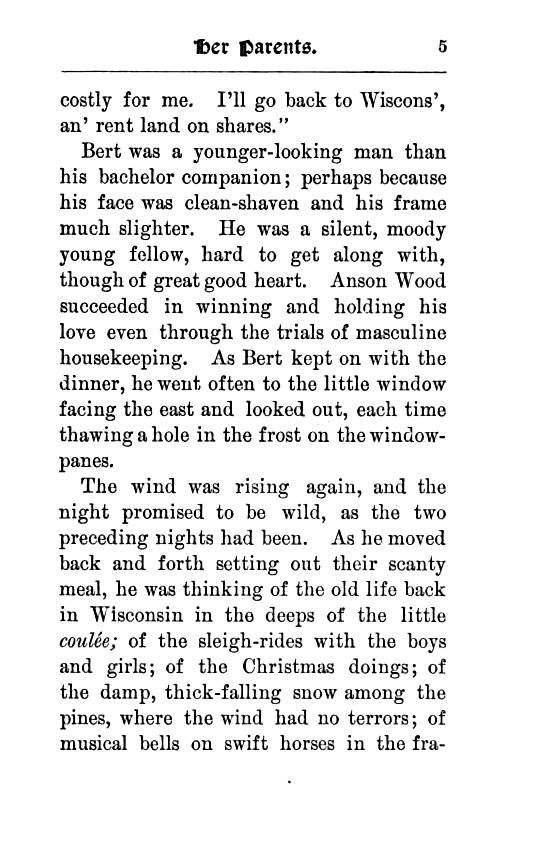 Her Parents. 5
costly for me. I'll go back to Wiscons',
an' rent land on shares."
Bert was a younger-looking man than
his bachelor companion; perhaps because
his face was clean-shaven and his frame
much slighter. He was a silent, moody
young fellow, hard to get along with,
though of great good heart. Anson Wood
succeeded in winning and holding his
love even through the trials of masculine
housekeeping. As Bert kept on with the
dinner, he went often to the little window
facing the east and looked out, each time
thawing a hole in the frost on the window-
panes.
The wind was rising again, and the
night promised to be wild, as the two
preceding nights had been. As he moved
back and forth setting out their scanty
meal, he was thinking of the old life back
in Wisconsin in the deeps of the little
coulée; of the sleigh-rides with the boys
and girls; of the Christmas doings; of
the damp, thick-falling snow among the
pines, where the wind had no terrors; of
musical bells on swift horses in the fra-